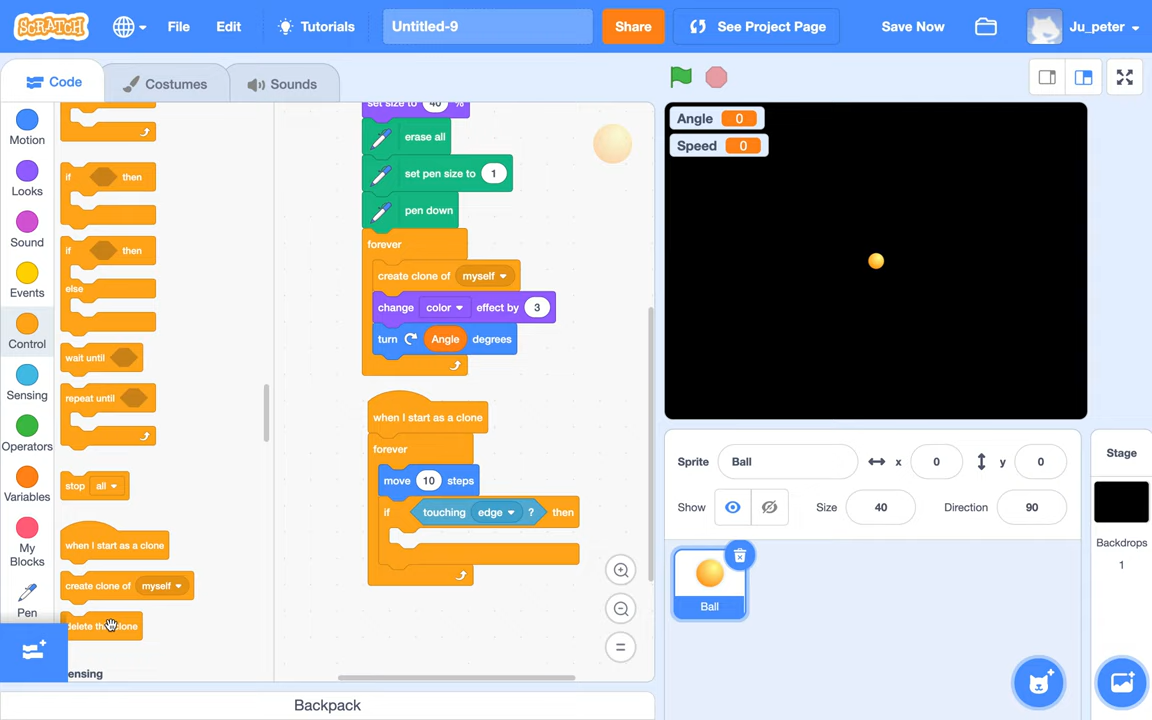 SCRATCH File Edit Tutorials Untitled-9 Share See Project Page Save Now Ju_peter
Code Costumes Sounds
Motion
Looks
Sound
Events
Control
Sensing
Operators
Variables
My
Blocks
Pen
if then
if then
else
wait until
repeat until
stop all
when I start as a clone
create clone of myself
delete this clone
set size to 40 %
erase all
set pen size to 1
pen down
forever
create clone of myself
change color effect by 3
turn Angle degrees
when I start as a clone
forever
move 10 steps
if touching edge ? then
Angle 0
Speed 0
Sprite Ball x 0 y 0
Show Size 40 Direction 90
Ball
Stage
Backdrops
1
Backpack